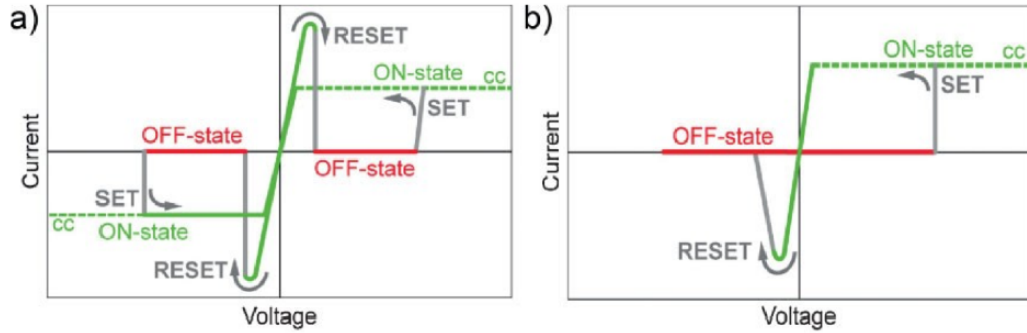 a)
RESET
ON-state
cc
SET
OFF-state
OFF-state
SET
cc
ON-state
RESET
Current
Voltage
b)
ON-state
cc
SET
OFF-state
RESET
Current
Voltage